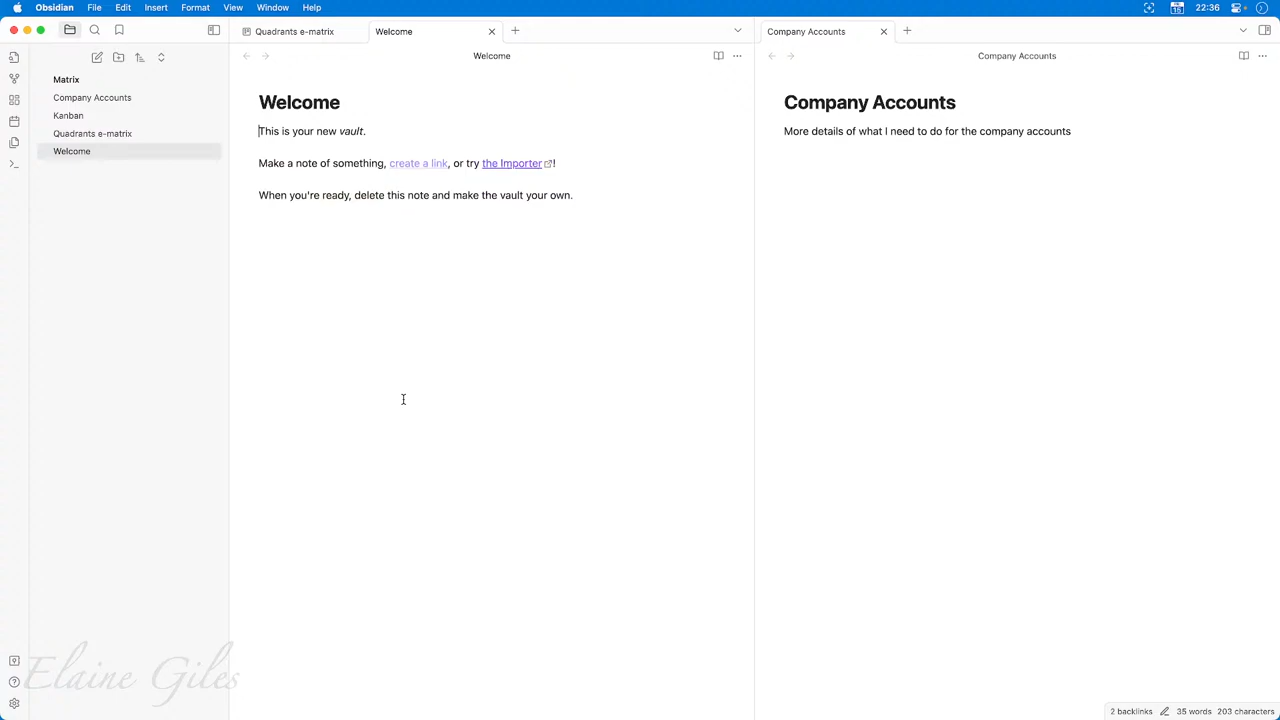 Obsidian File Edit Insert Format View Window Help 22:36
Quadrants e-matrix Welcome Company Accounts
Welcome Company Accounts
Matrix
Company Accounts
Kanban
Quadrants e-matrix
Welcome
Welcome
This is your new vault.
Make a note of something, create a link, or try the Importer!
When you're ready, delete this note and make the vault your own.
Company Accounts
More details of what I need to do for the company accounts
Elaine Giles
2 backlinks 35 words 203 characters